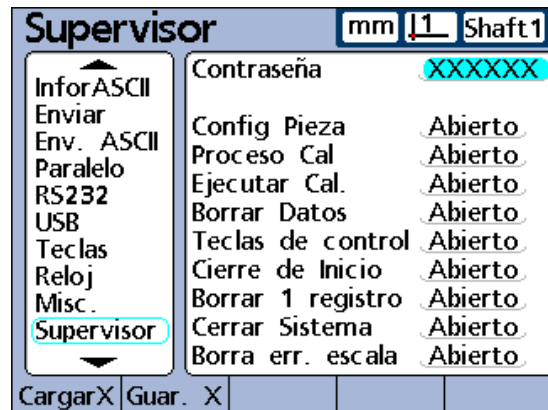 Supervisor
mm 1 Shaft1
InforASCII
Enviar
Env. ASCII
Paralelo
RS232
USB
Teclas
Reloj
Misc.
Supervisor
Contraseña XXXXXX
Config Pieza Abierto
Proceso Cal Abierto
Ejecutar Cal. Abierto
Borrar Datos Abierto
Teclas de control Abierto
Cierre de Inicio Abierto
Borrar 1 registro Abierto
Cerrar Sistema Abierto
Borra err. escala Abierto
CargarX Guar. X